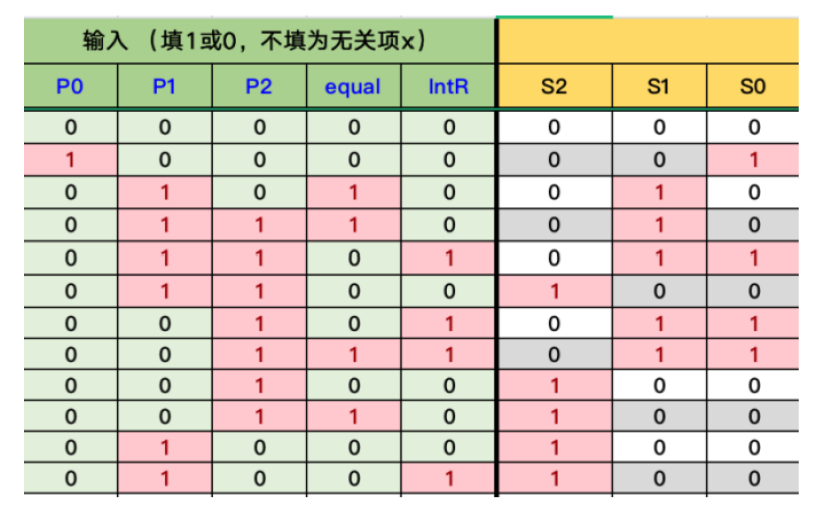 输入 （填1或0，不填为无关项x）
P0 P1 P2 equal IntR S2 S1 S0
0 0 0 0 0 0 0 0
1 0 0 0 0 0 0 1
0 1 0 1 0 0 1 0
0 1 1 1 0 0 1 0
0 1 1 0 1 0 1 1
0 1 1 0 0 1 0 0
0 0 1 0 1 0 1 1
0 0 1 1 1 0 1 1
0 0 1 0 0 1 0 0
0 0 1 1 0 1 0 0
0 1 0 0 0 1 0 0
0 1 0 0 1 1 0 0